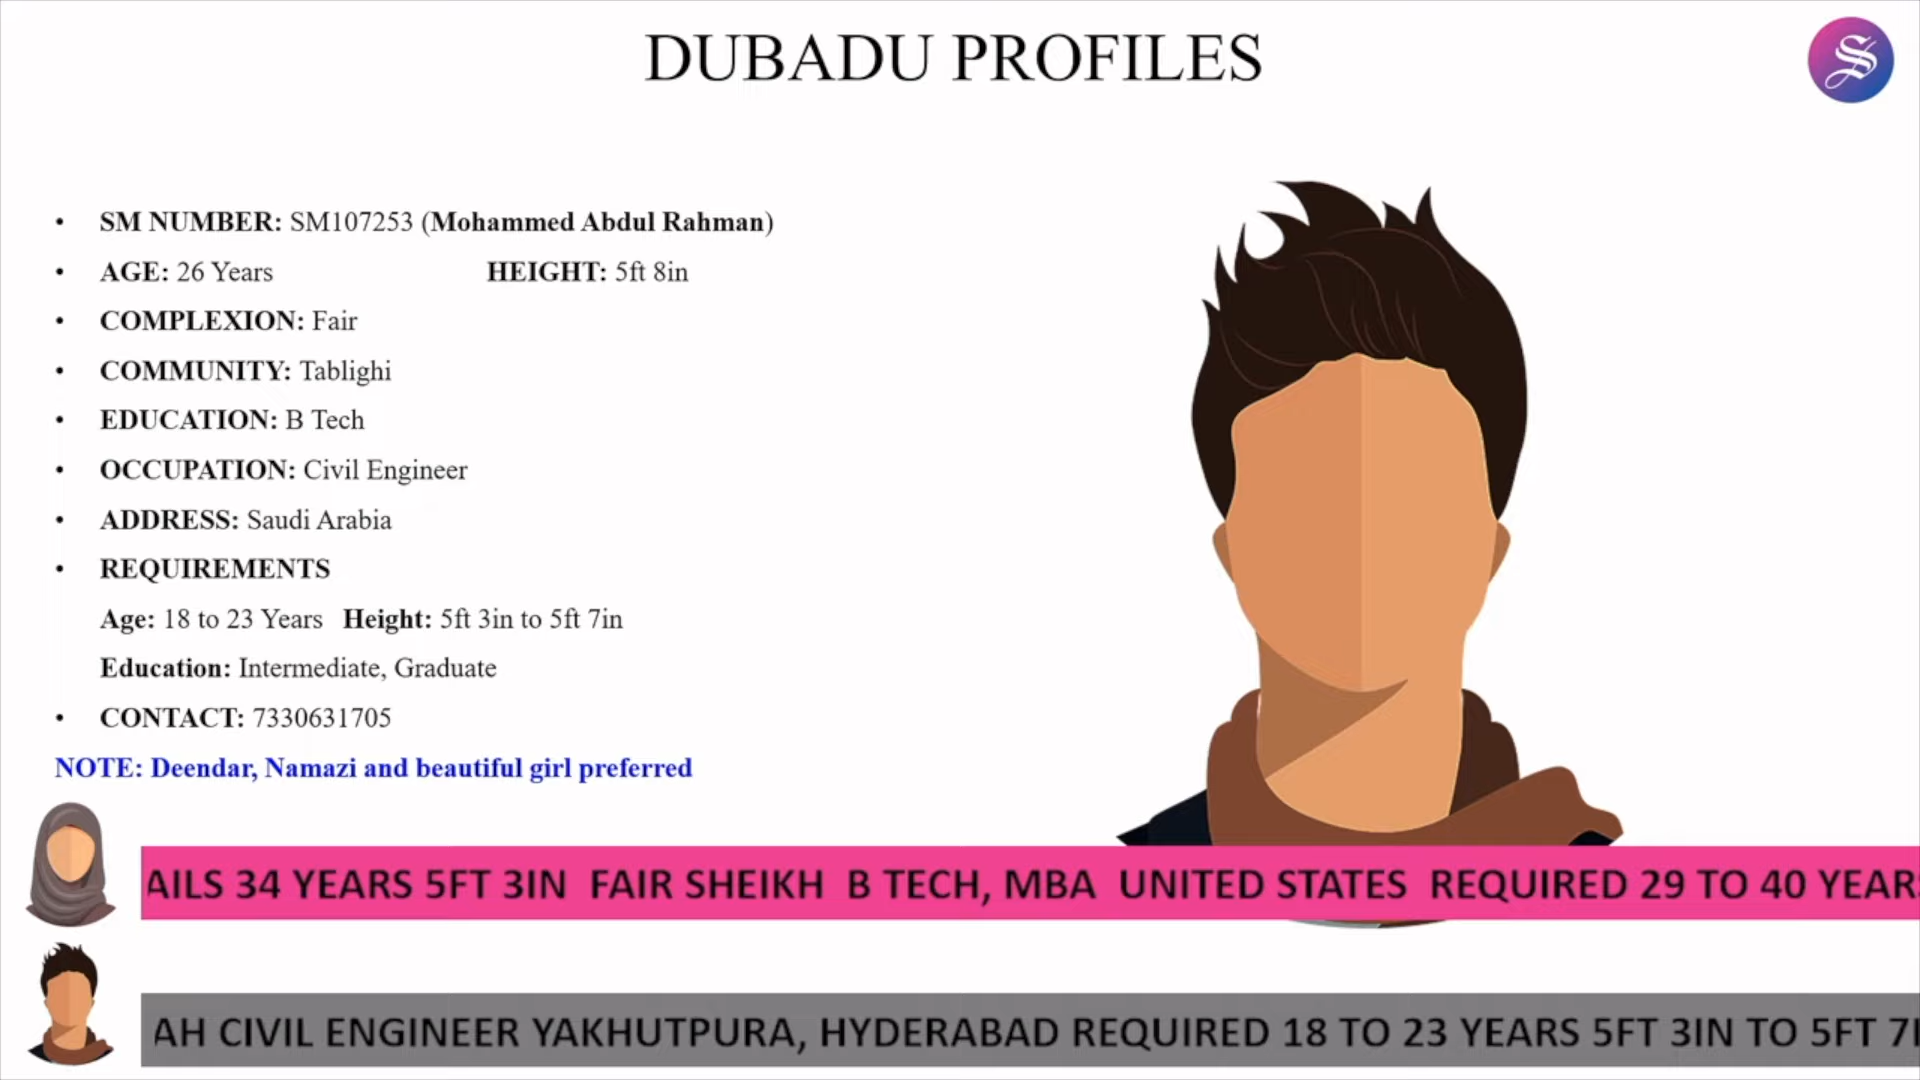 DUBADU PROFILES
• SM NUMBER: SM107253 (Mohammed Abdul Rahman)
• AGE: 26 Years HEIGHT: 5ft 8in
• COMPLEXION: Fair
• COMMUNITY: Tablighi
• EDUCATION: B Tech
• OCCUPATION: Civil Engineer
• ADDRESS: Saudi Arabia
• REQUIREMENTS
Age: 18 to 23 Years Height: 5ft 3in to 5ft 7in
Education: Intermediate, Graduate
• CONTACT: 7330631705
NOTE: Deendar, Namazi and beautiful girl preferred
AILS 34 YEARS 5FT 3IN FAIR SHEIKH B TECH, MBA UNITED STATES REQUIRED 29 TO 40 YEARS
AH CIVIL ENGINEER YAKHUTPURA, HYDERABAD REQUIRED 18 TO 23 YEARS 5FT 3IN TO 5FT 7I